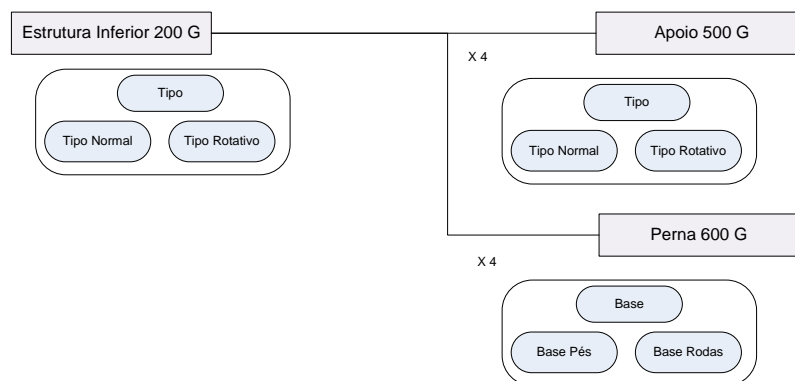 Estrutura Inferior 200 G
Apoio 500 G
X 4
Tipo
Tipo Normal
Tipo Rotativo
Tipo
Tipo Normal
Tipo Rotativo
Perna 600 G
X 4
Base
Base Pés
Base Rodas